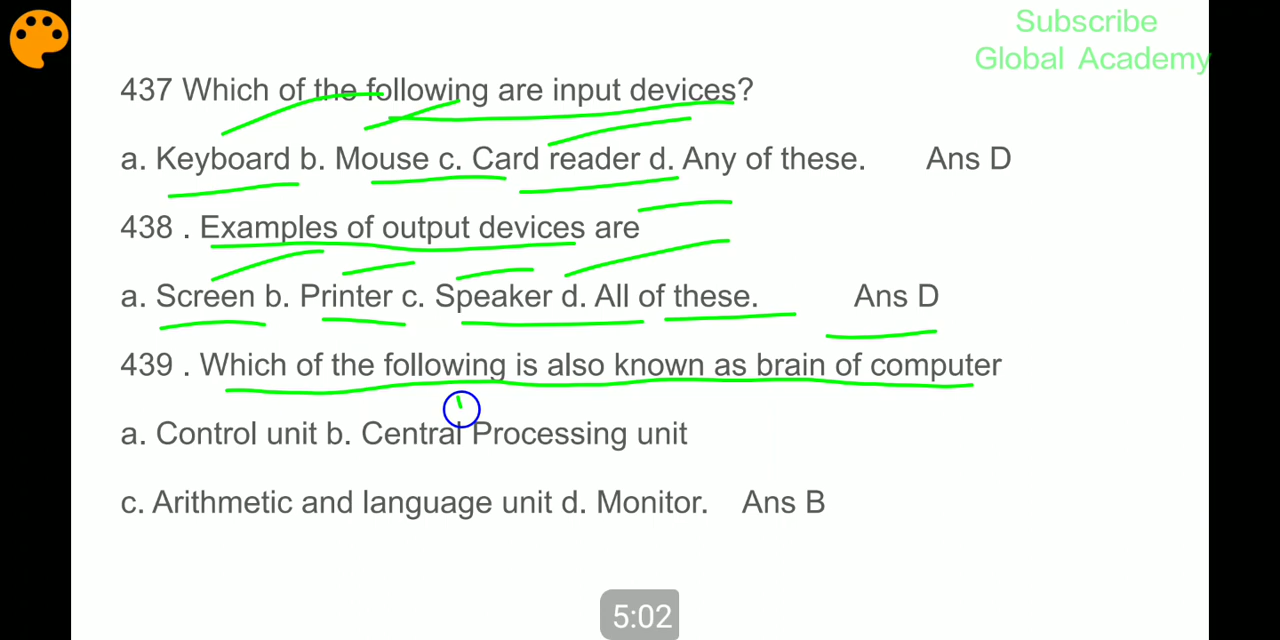 Subscribe
Global Academy
437 Which of the following are input devices?
a. Keyboard b. Mouse c. Card reader d. Any of these. Ans D
438 . Examples of output devices are
a. Screen b. Printer c. Speaker d. All of these. Ans D
439 . Which of the following is also known as brain of computer
a. Control unit b. Central Processing unit
c. Arithmetic and language unit d. Monitor. Ans B
5:02